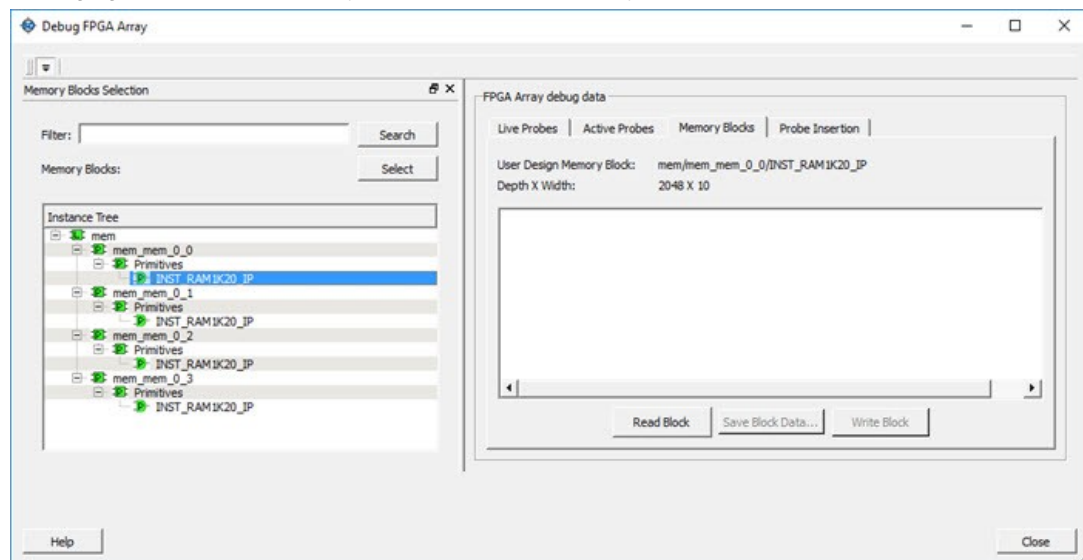 Debug FPGA Array
Memory Blocks Selection
Filter:
Search
Memory Blocks:
Select
Instance Tree
mem
mem_mem_0_0
Primitives
INST_RAM1K20_IP
mem_mem_0_1
Primitives
INST_RAM1K20_IP
mem_mem_0_2
Primitives
INST_RAM1K20_IP
mem_mem_0_3
Primitives
INST_RAM1K20_IP
FPGA Array debug data
Live Probes Active Probes Memory Blocks Probe Insertion
User Design Memory Block: mem/mem_mem_0_0/INST_RAM1K20_IP
Depth X Width: 2048 X 10
Read Block Save Block Data... Write Block
Help
Close